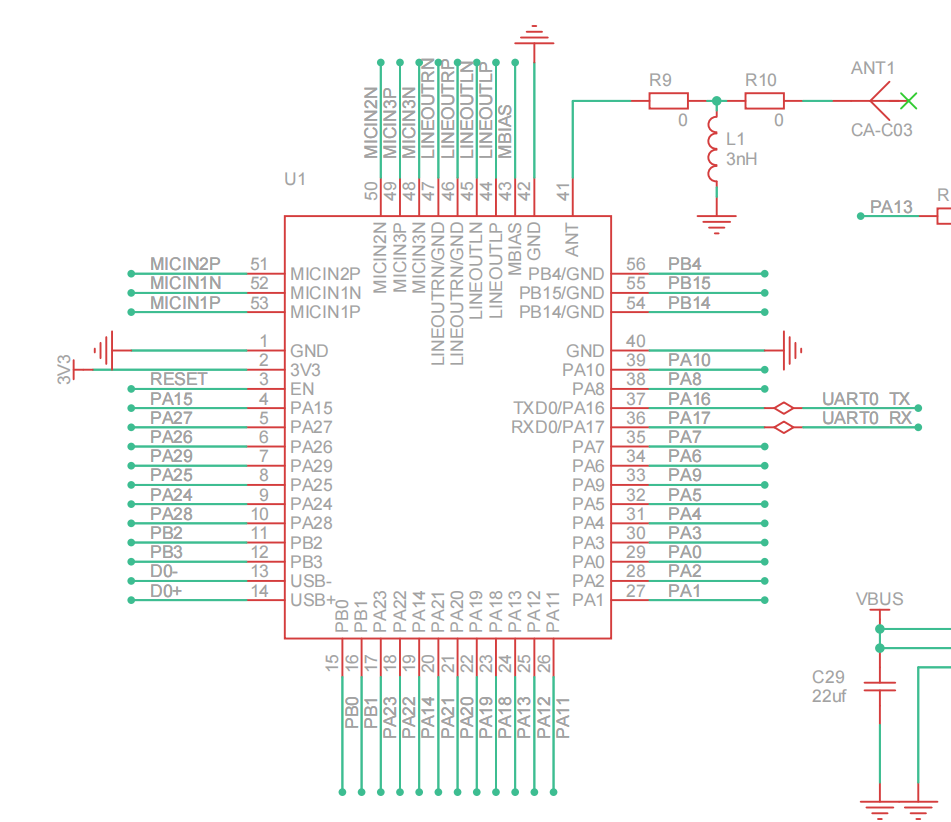 MICIN2N
MICIN3P
MICIN3N
LINEOUTRN
LINEOUTRP
LINEOUTLN
LINEOUTLP
MBIAS
R9
0
R10
0
ANT1
CA-C03
L1
3nH
PA13
R
U1
50
49
48
47
46
45
44
43
42
41
MICIN2N
MICIN3P
MICIN3N
LINEOUTRN/GND
LINEOUTRN/GND
LINEOUTLN
LINEOUTLP
MBIAS
GND
ANT
MICIN2P 51 MICIN2P
MICIN1N 52 MICIN1N
MICIN1P 53 MICIN1P
1 GND
3V3 2 3V3
RESET 3 EN
PA15 4 PA15
PA27 5 PA27
PA26 6 PA26
PA29 7 PA29
PA25 8 PA25
PA24 9 PA24
PA28 10 PA28
PB2 11 PB2
PB3 12 PB3
D0- 13 USB-
D0+ 14 USB+
PB4/GND 56 PB4
PB15/GND 55 PB15
PB14/GND 54 PB14
GND 40
PA10 39 PA10
PA8 38 PA8
TXD0/PA16 37 PA16 UART0_TX
RXD0/PA17 36 PA17 UART0_RX
PA7 35 PA7
PA6 34 PA6
PA9 33 PA9
PA5 32 PA5
PA4 31 PA4
PA3 30 PA3
PA0 29 PA0
PA2 28 PA2
PA1 27 PA1
PB0
PB1
PA23
PA22
PA14
PA21
PA20
PA19
PA18
PA13
PA12
PA11
15
16
17
18
19
20
21
22
23
24
25
26
PB0
PB1
PA23
PA22
PA14
PA21
PA20
PA19
PA18
PA13
PA12
PA11
VBUS
C29
22uf